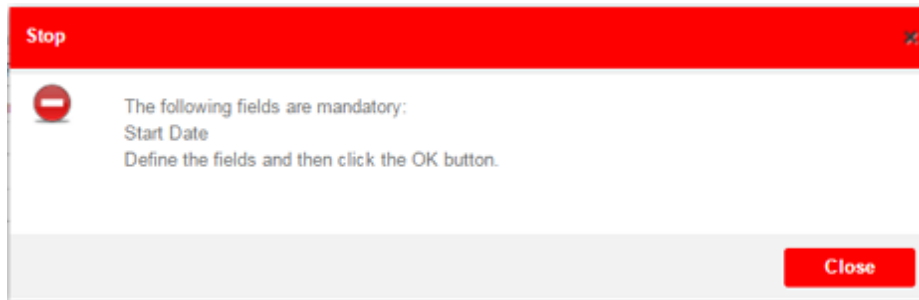 Stop
The following fields are mandatory:
Start Date
Define the fields and then click the OK button.
Close